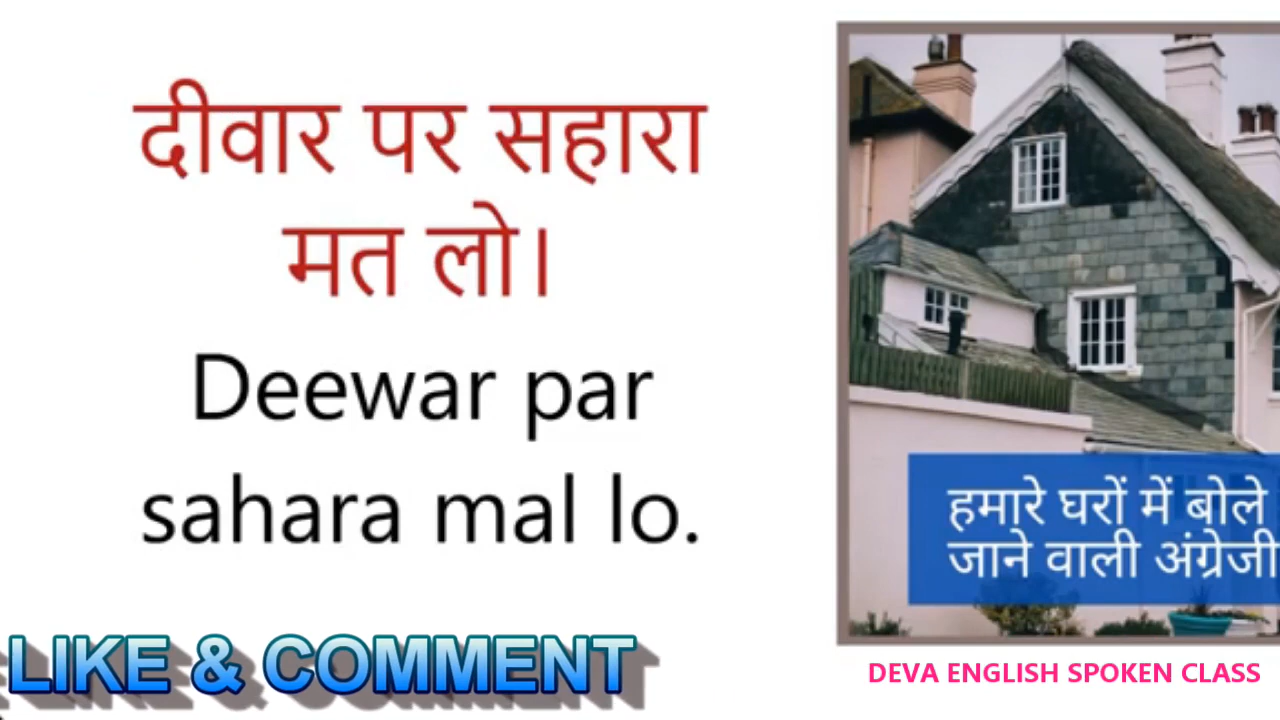 दीवार पर सहारा
मत लो।
Deewar par
sahara mal lo.
हमारे घरों में बोले
जाने वाली अंग्रेजी
LIKE & COMMENT
DEVA ENGLISH SPOKEN CLASS